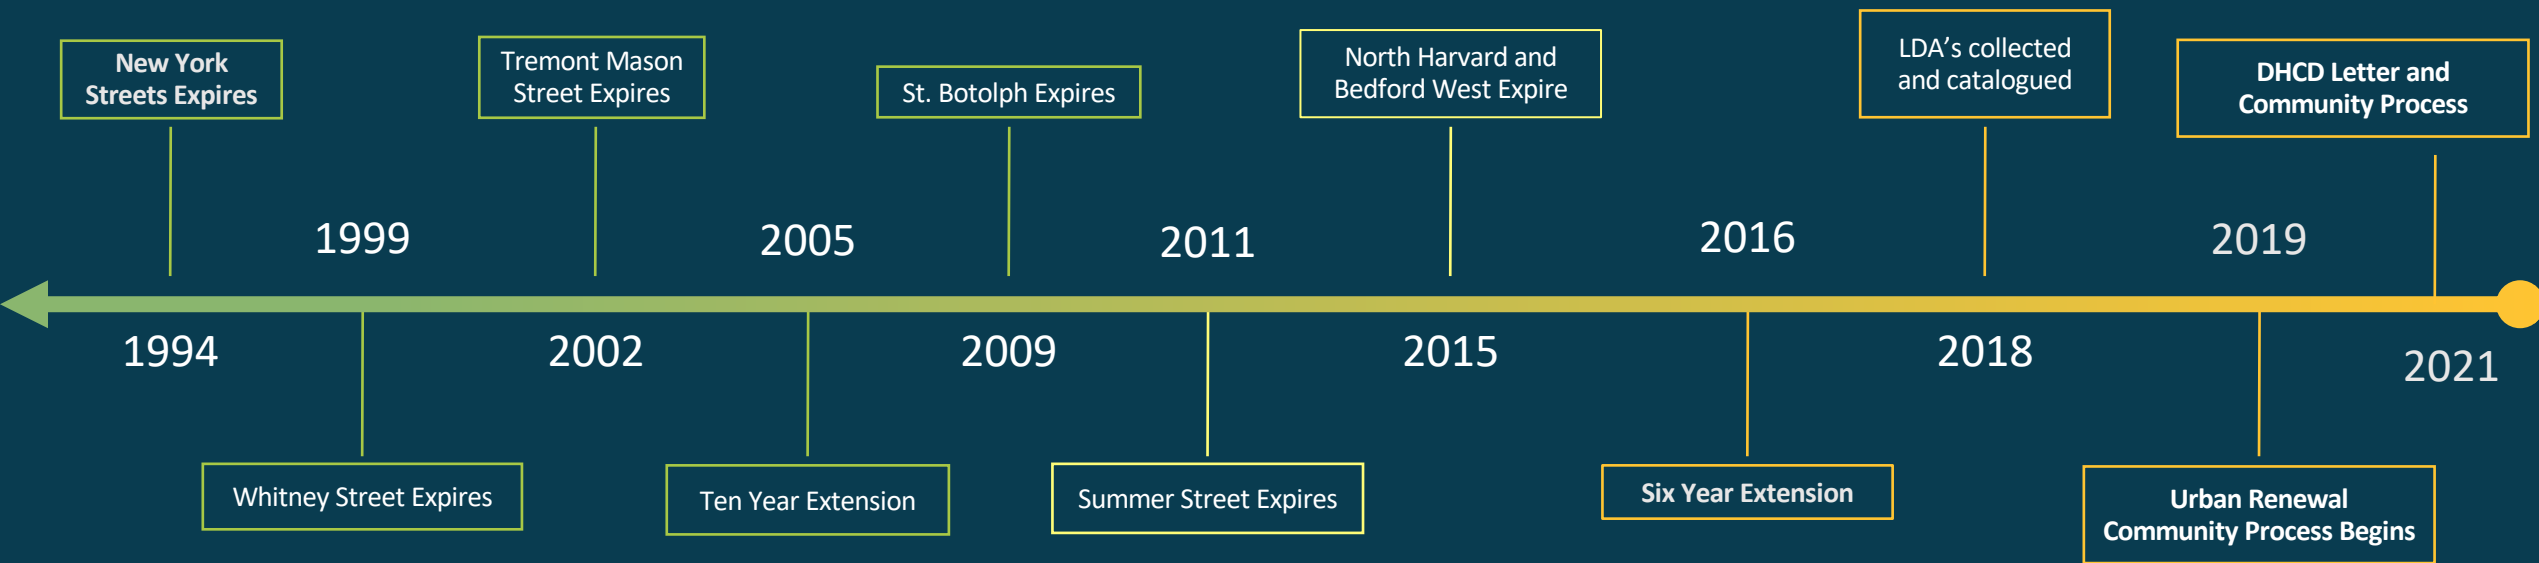 New York
Streets Expires
Tremont Mason
Street Expires
St. Botolph Expires
North Harvard and
Bedford West Expire
LDA’s collected
and catalogued
DHCD Letter and
Community Process
1999
2005
2011
2016
2019
1994
2002
2009
2015
2018
2021
Whitney Street Expires
Ten Year Extension
Summer Street Expires
Six Year Extension
Urban Renewal
Community Process Begins